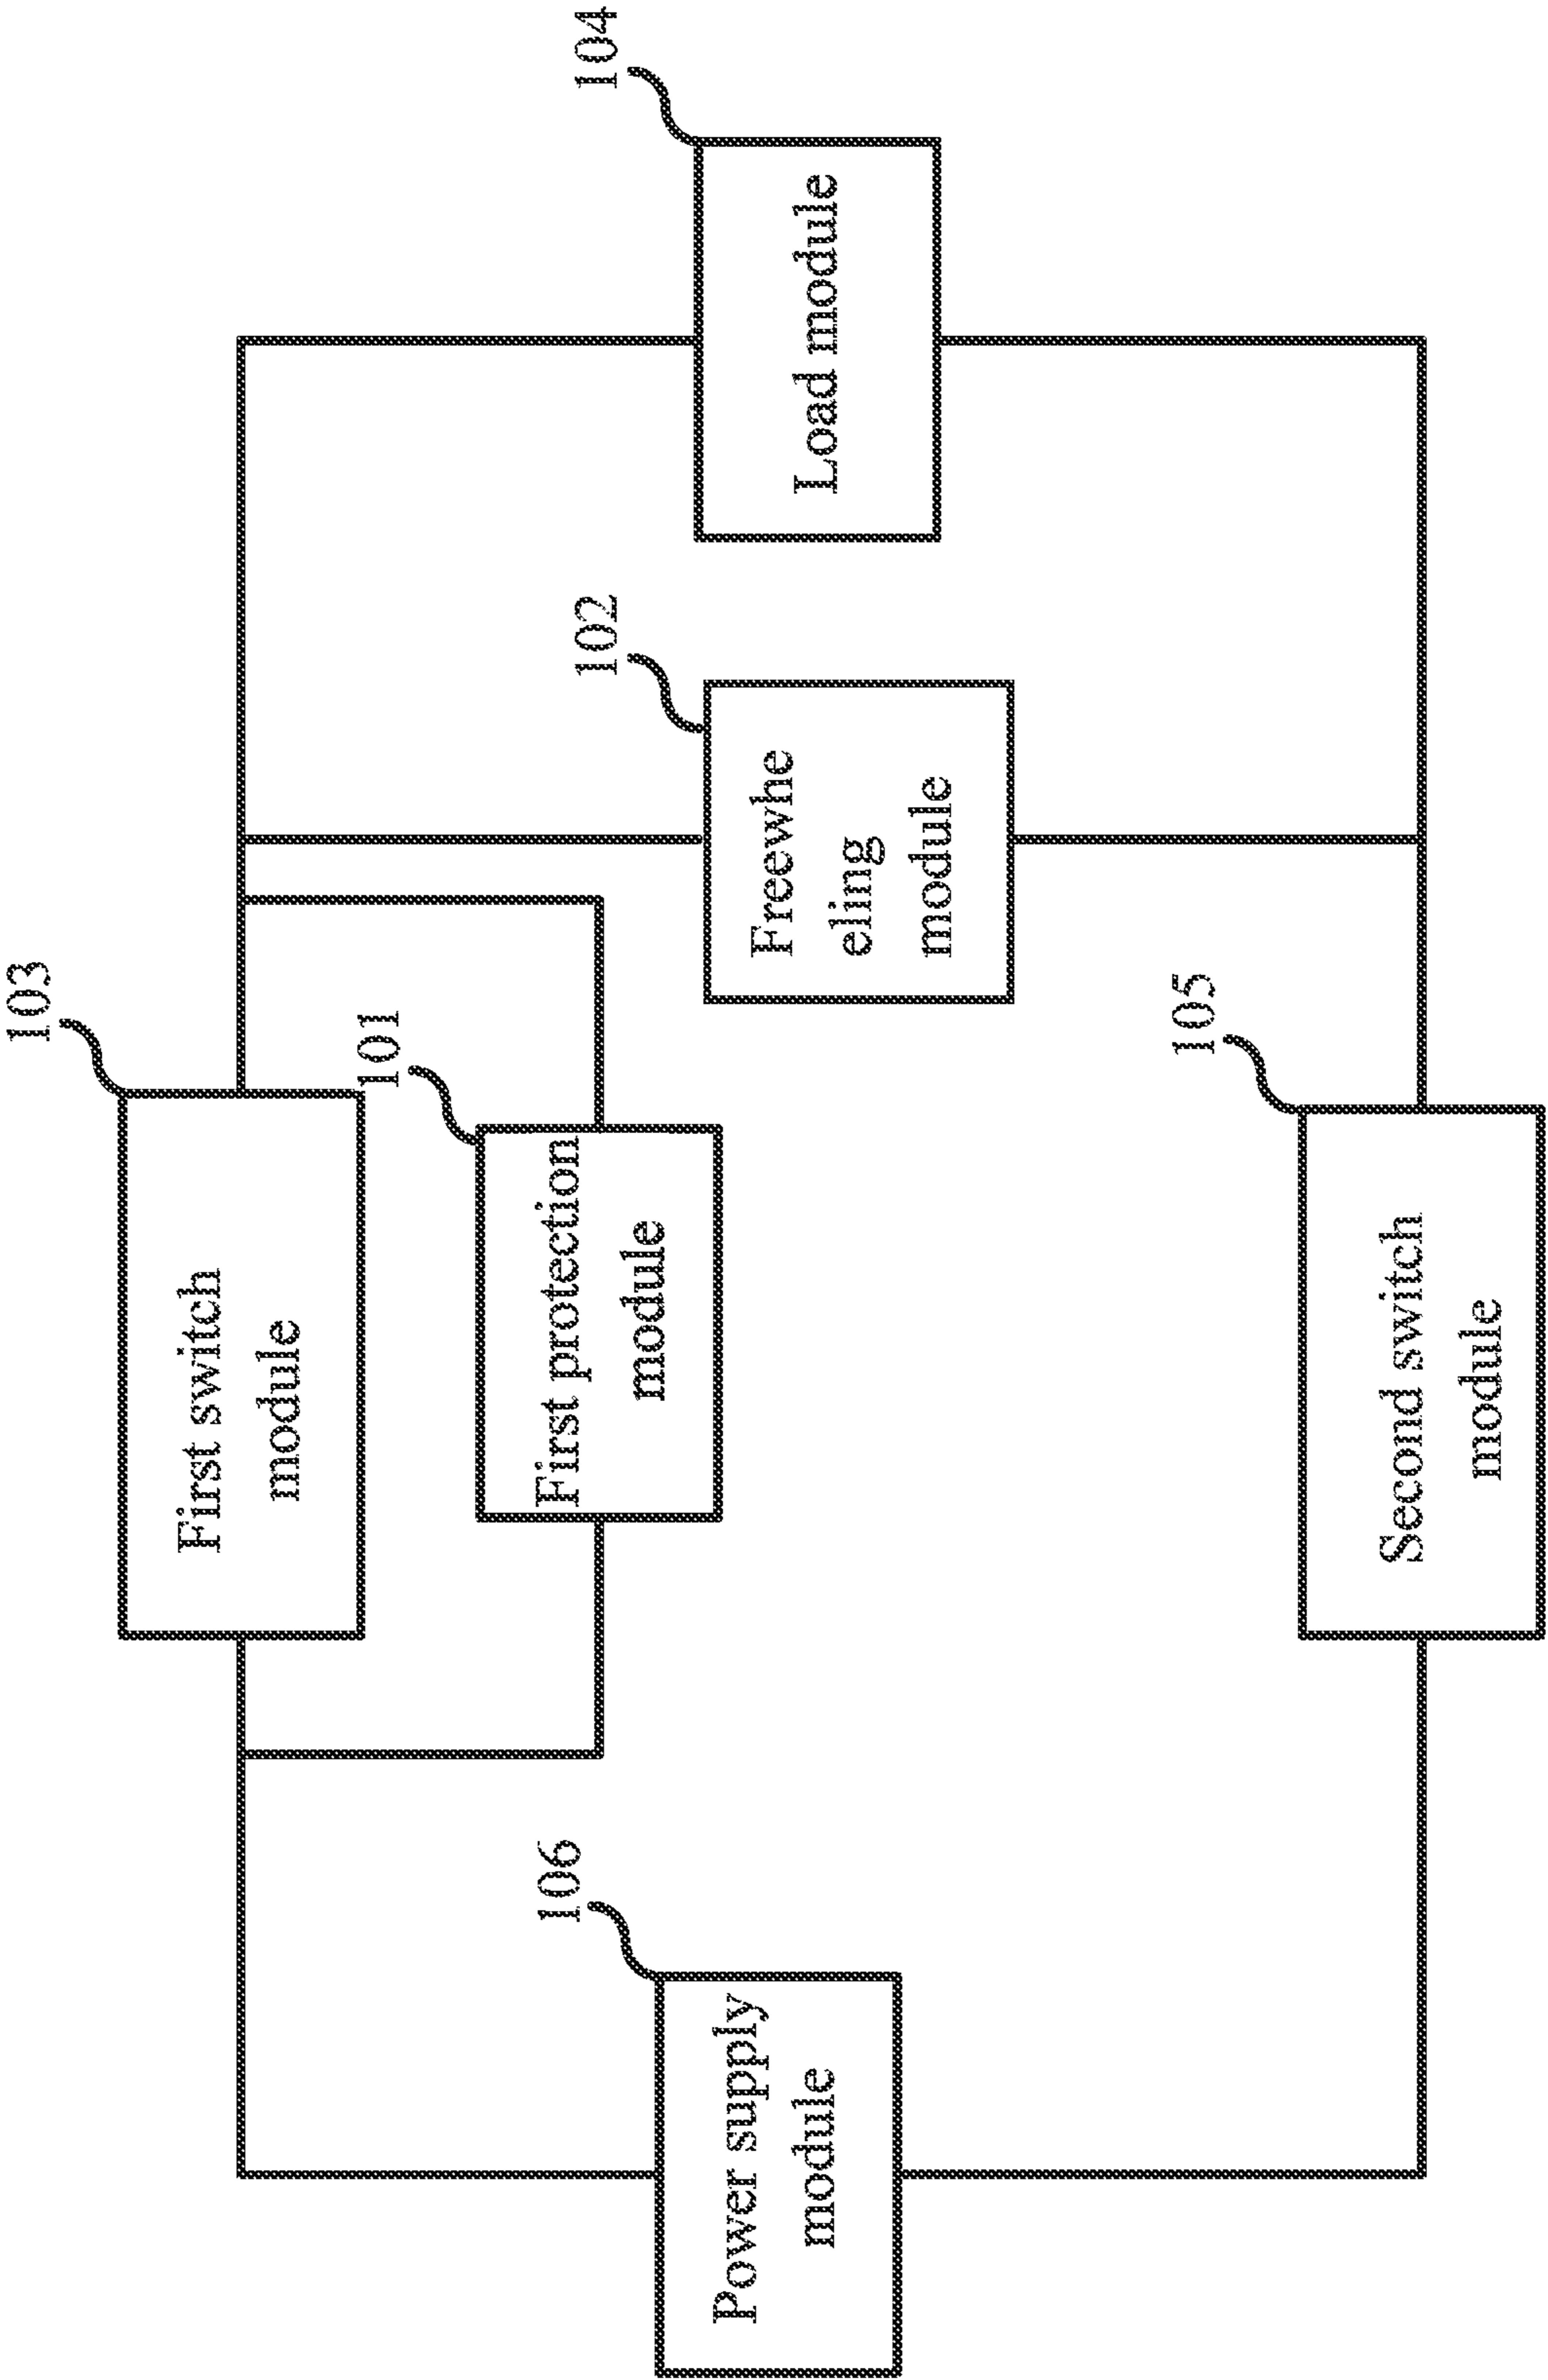 103
First switch
module
101
First protection
module
106
Power supply
module
102
Freewhe
eling
module
104
Load module
105
Second switch
module